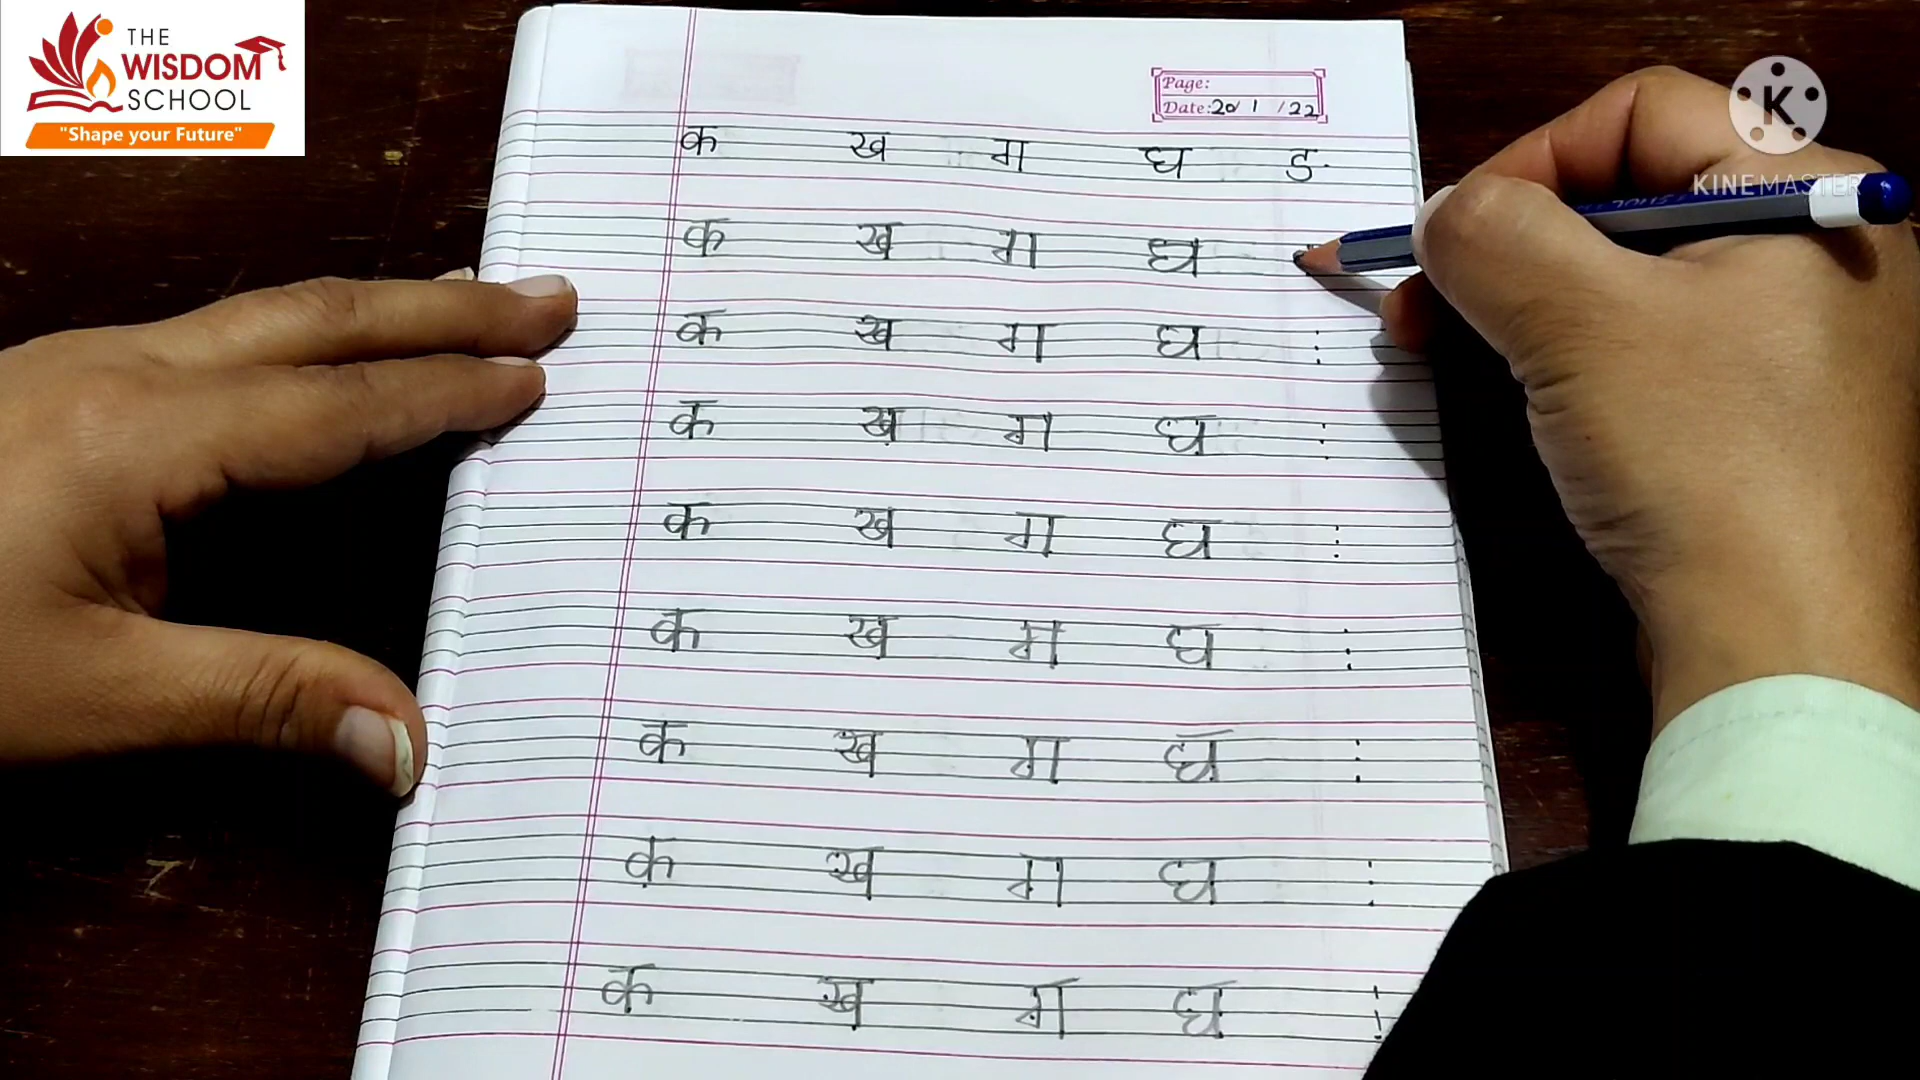 THE
WISDOM
SCHOOL
"Shape your Future"
Page:
Date: 20/1/22
K
KINEMASTER
क ख ग घ ङ
क ख ग घ
क ख ग घ
क ख ग घ
क ख ग घ
क ख ग घ
क ख ग घ
क ख ग घ
क ख ग घ